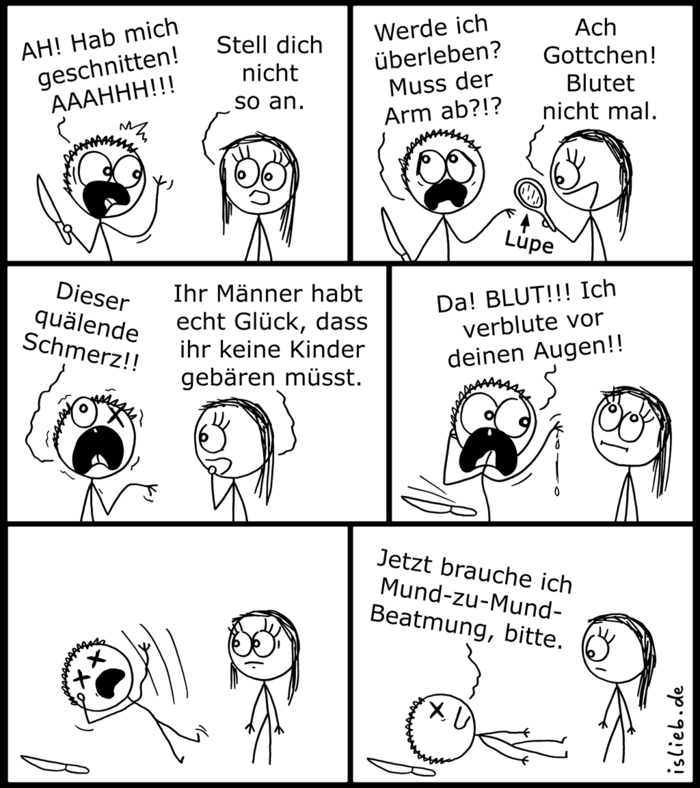 AH! Hab mich
geschnitten!
AAAHHH!!!
Stell dich
nicht
so an.
Werde ich
überleben?
Muss der
Arm ab?!?
Ach
Gottchen!
Blutet
nicht mal.
Lupe
Dieser
quälende
Schmerz!!
Ihr Männer habt
echt Glück, dass
ihr keine Kinder
gebären müsst.
Da! BLUT!!! Ich
verblute vor
deinen Augen!!
Jetzt brauche ich
Mund-zu-Mund-
Beatmung, bitte.
islieb.de